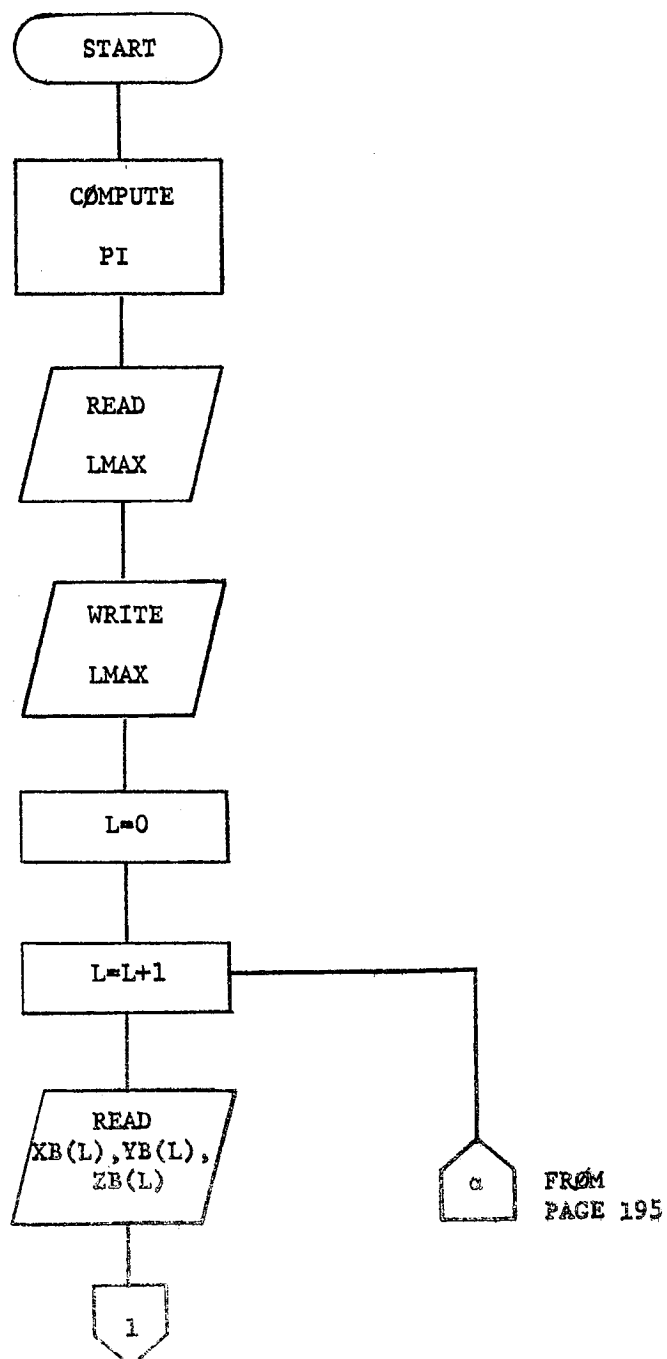 START
CØMPUTE
PI
READ
LMAX
WRITE
LMAX
L=0
L=L+1
READ
XB(L),YB(L),
ZB(L)
α
FRØM
PAGE 195
1